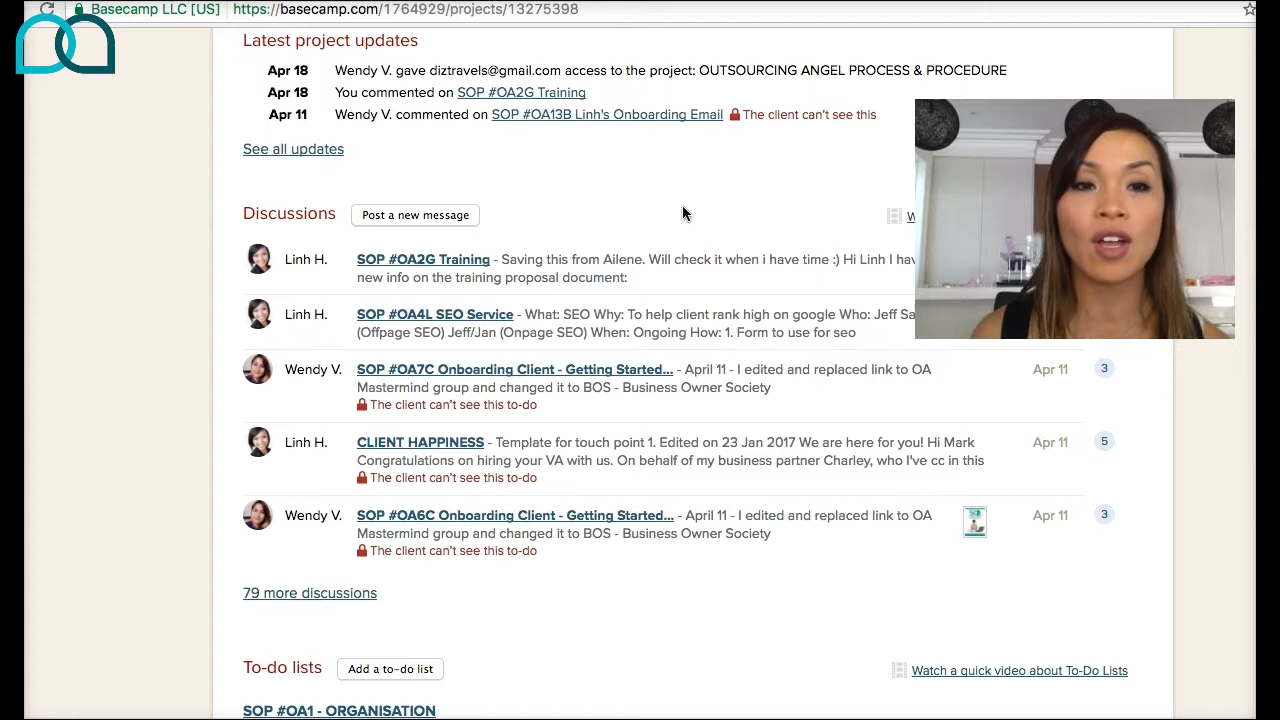 Basecamp LLC [US] https://basecamp.com/1764929/projects/13275398
Latest project updates
Apr 18 Wendy V. gave diztravels@gmail.com access to the project: OUTSOURCING ANGEL PROCESS & PROCEDURE
Apr 18 You commented on SOP #OA2G Training
Apr 11 Wendy V. commented on SOP #OA13B Linh's Onboarding Email The client can't see this
See all updates
Discussions Post a new message W
Linh H. SOP #OA2G Training - Saving this from Ailene. Will check it when i have time :) Hi Linh I hav
new info on the training proposal document:
Linh H. SOP #OA4L SEO Service - What: SEO Why: To help client rank high on google Who: Jeff Sa
(Offpage SEO) Jeff/Jan (Onpage SEO) When: Ongoing How: 1. Form to use for seo
Wendy V. SOP #OA7C Onboarding Client - Getting Started... - April 11 - I edited and replaced link to OA Apr 11 3
Mastermind group and changed it to BOS - Business Owner Society
The client can't see this to-do
Linh H. CLIENT HAPPINESS - Template for touch point 1. Edited on 23 Jan 2017 We are here for you! Hi Mark Apr 11 5
Congratulations on hiring your VA with us. On behalf of my business partner Charley, who I've cc in this
The client can't see this to-do
Wendy V. SOP #OA6C Onboarding Client - Getting Started... - April 11 - I edited and replaced link to OA Apr 11 3
Mastermind group and changed it to BOS - Business Owner Society
The client can't see this to-do
79 more discussions
To-do lists Add a to-do list Watch a quick video about To-Do Lists
SOP #OA1 - ORGANISATION